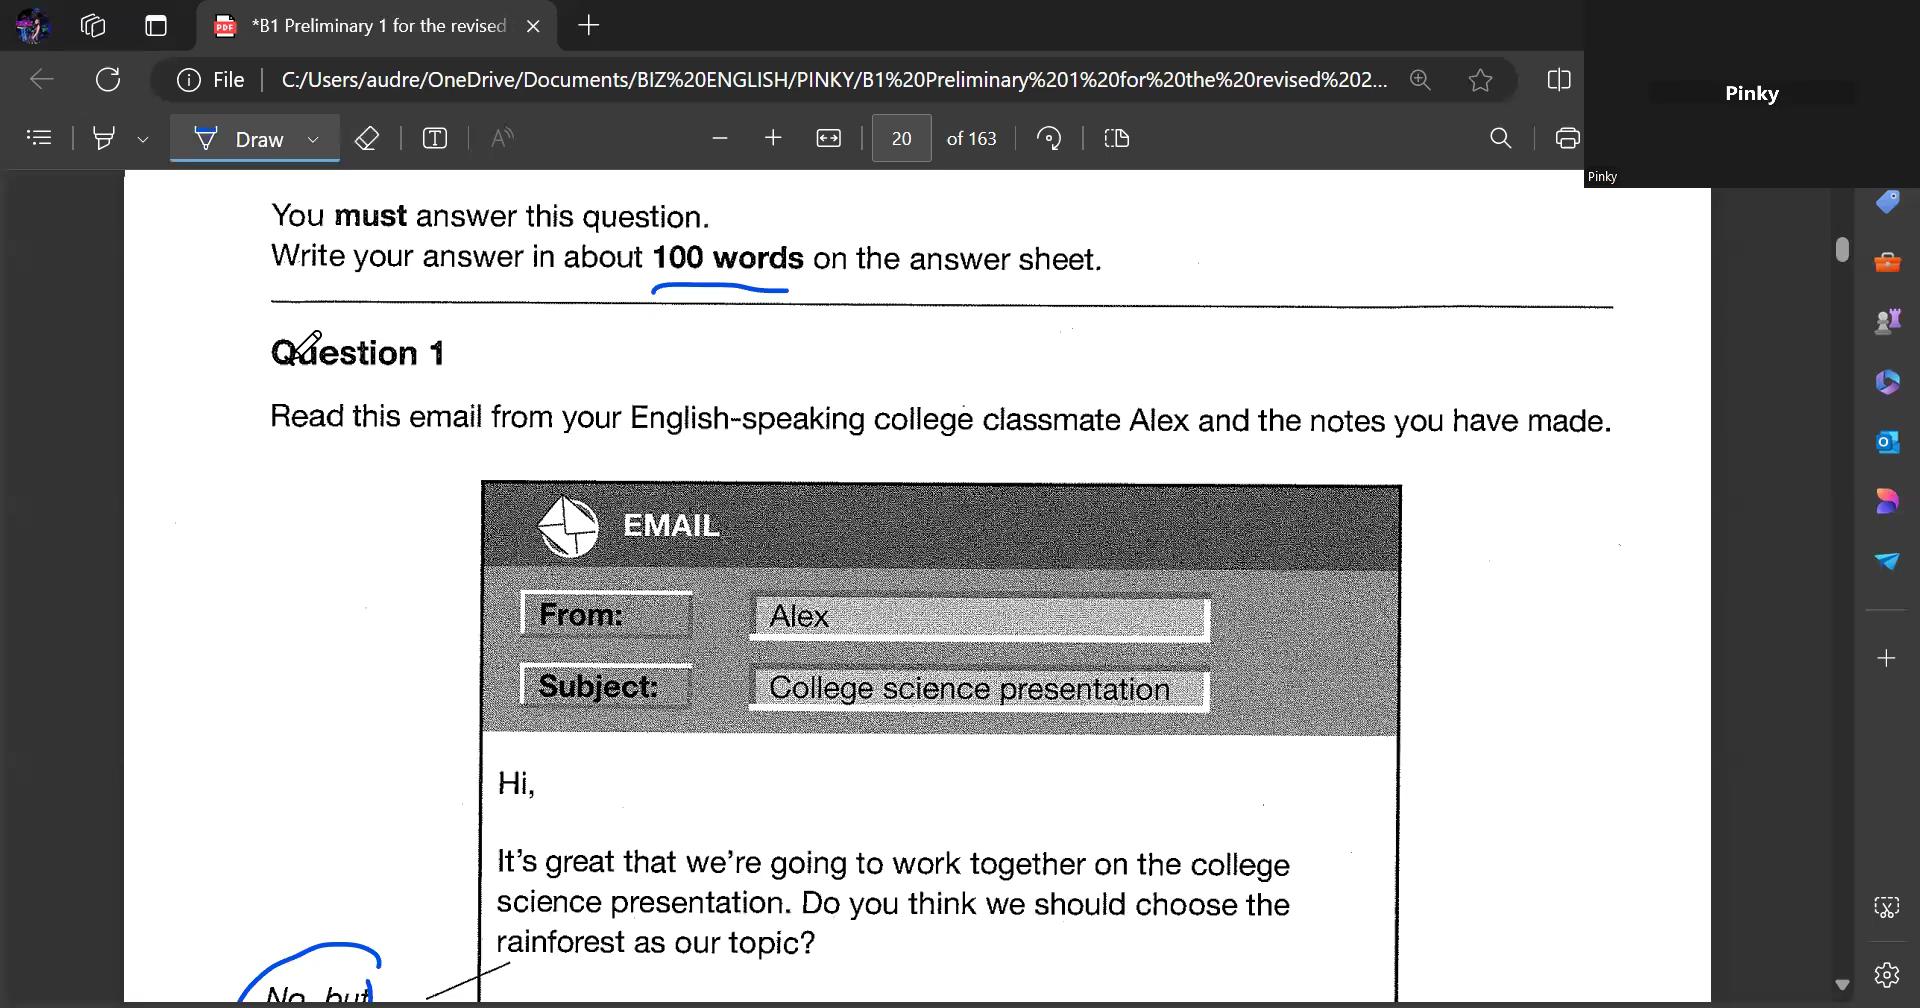 *B1 Preliminary 1 for the revised
File
C:/Users/audre/OneDrive/Documents/BIZ%20ENGLISH/PINKY/B1%20Preliminary%201%20for%20the%20revised%202...
Pinky
Draw
20 of 163
Pinky
You must answer this question.
Write your answer in about 100 words on the answer sheet.
Question 1
Read this email from your English-speaking college classmate Alex and the notes you have made.
EMAIL
From: Alex
Subject: College science presentation
Hi,
It's great that we're going to work together on the college
science presentation. Do you think we should choose the
rainforest as our topic?
No, but